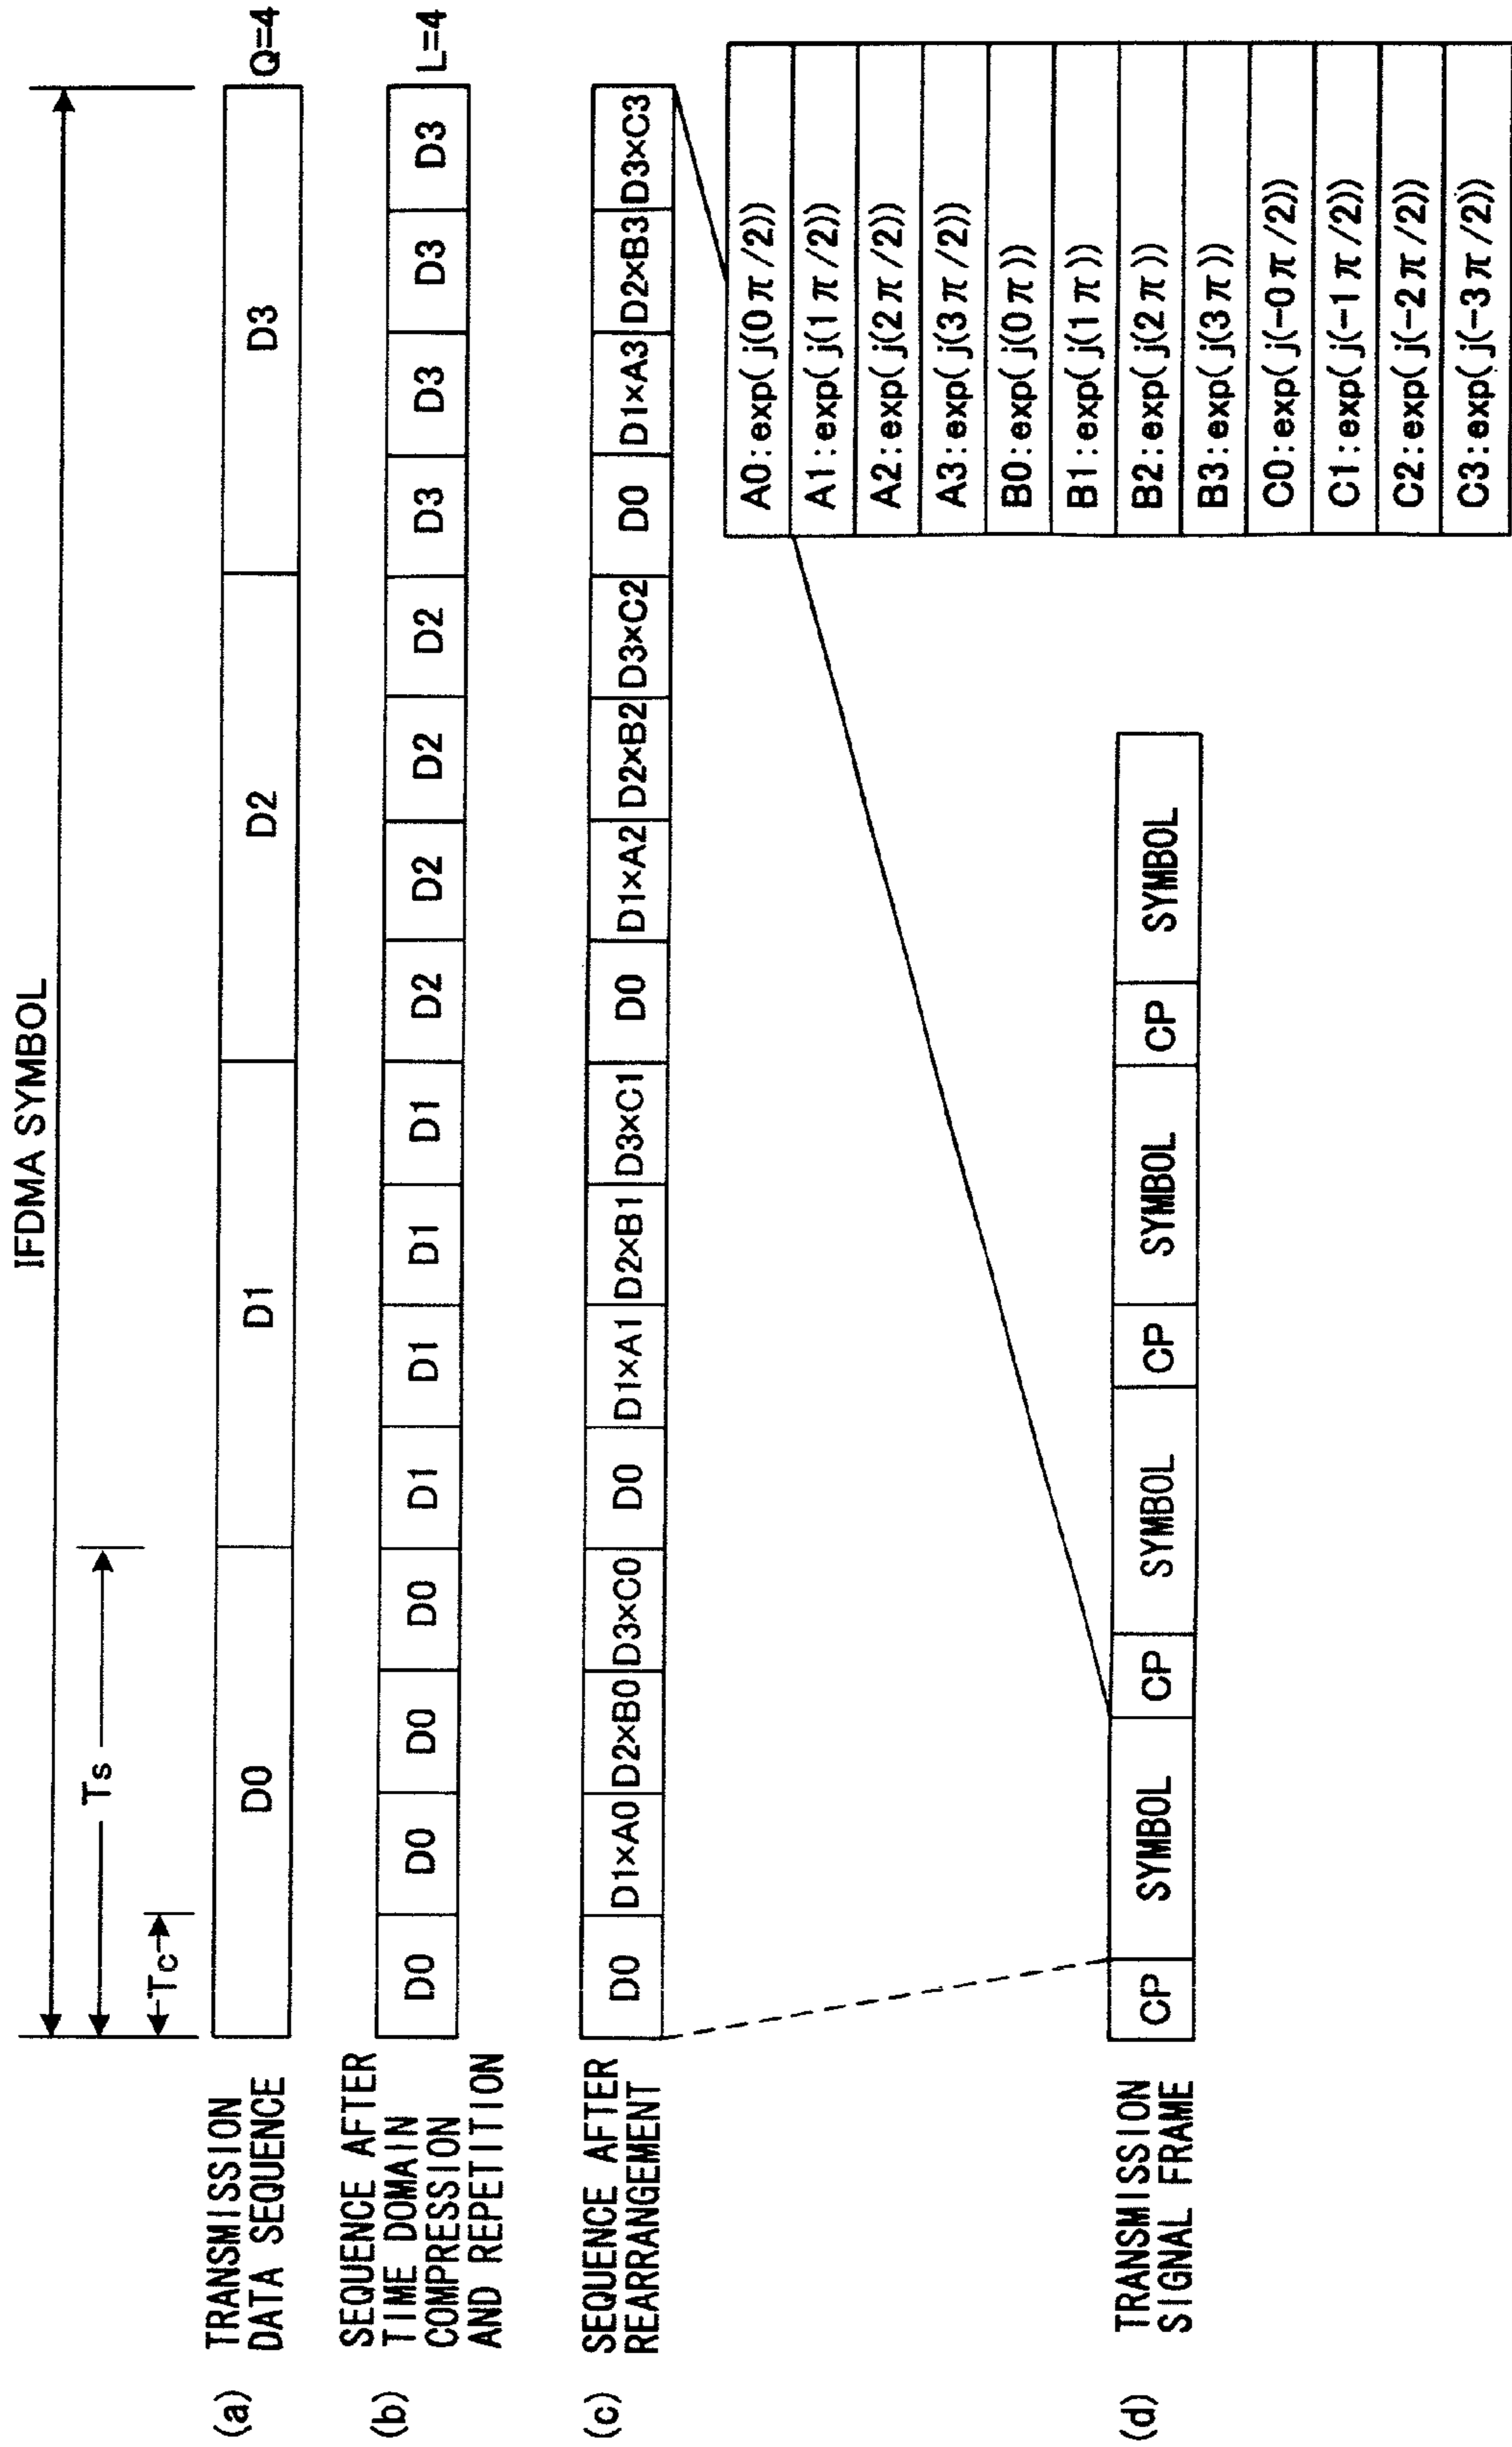 IFDMA SYMBOL
Ts
Tc
(a) TRANSMISSION
DATA SEQUENCE
D0 D1 D2 D3 Q=4
(b) SEQUENCE AFTER
TIME DOMAIN
COMPRESSION
AND REPETITION
D0 D0 D0 D0 D1 D1 D1 D1 D2 D2 D2 D2 D3 D3 D3 D3 L=4
(c) SEQUENCE AFTER
REARRANGEMENT
D0 D1×A0 D2×B0 D3×C0 D0 D1×A1 D2×B1 D3×C1 D0 D1×A2 D2×B2 D3×C2 D0 D1×A3 D2×B3 D3×C3
A0:exp(j(0π/2))
A1:exp(j(1π/2))
A2:exp(j(2π/2))
A3:exp(j(3π/2))
B0:exp(j(0π))
B1:exp(j(1π))
B2:exp(j(2π))
B3:exp(j(3π))
C0:exp(j(-0π/2))
C1:exp(j(-1π/2))
C2:exp(j(-2π/2))
C3:exp(j(-3π/2))
(d) TRANSMISSION
SIGNAL FRAME
CP SYMBOL CP SYMBOL CP SYMBOL CP SYMBOL